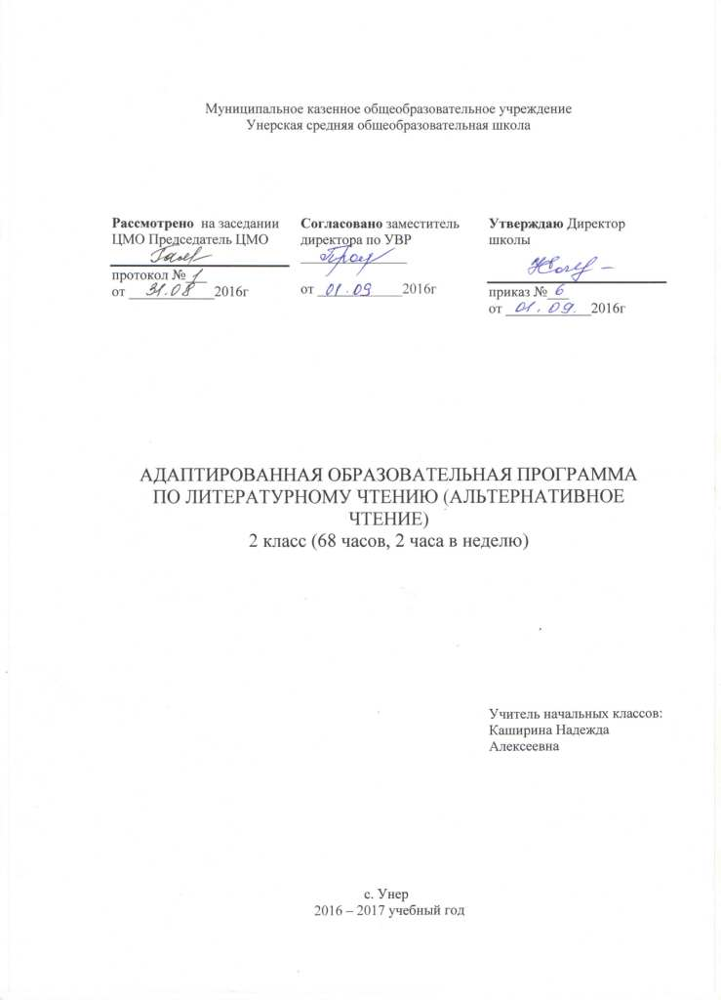 Муниципальное казенное общеобразовательное учреждение
Унерская средняя общеобразовательная школа
Рассмотрено на заседании
ЦМО Председатель ЦМО
протокол № 1
от 31.08 2016г
Согласовано заместитель
директора по УВР
от 01.09 2016г
Утверждаю Директор
школы
приказ № 6
от 01.09. 2016г
АДАПТИРОВАННАЯ ОБРАЗОВАТЕЛЬНАЯ ПРОГРАММА
ПО ЛИТЕРАТУРНОМУ ЧТЕНИЮ (АЛЬТЕРНАТИВНОЕ
ЧТЕНИЕ)
2 класс (68 часов, 2 часа в неделю)
Учитель начальных классов:
Каширина Надежда
Алексеевна
с. Унер
2016 – 2017 учебный год